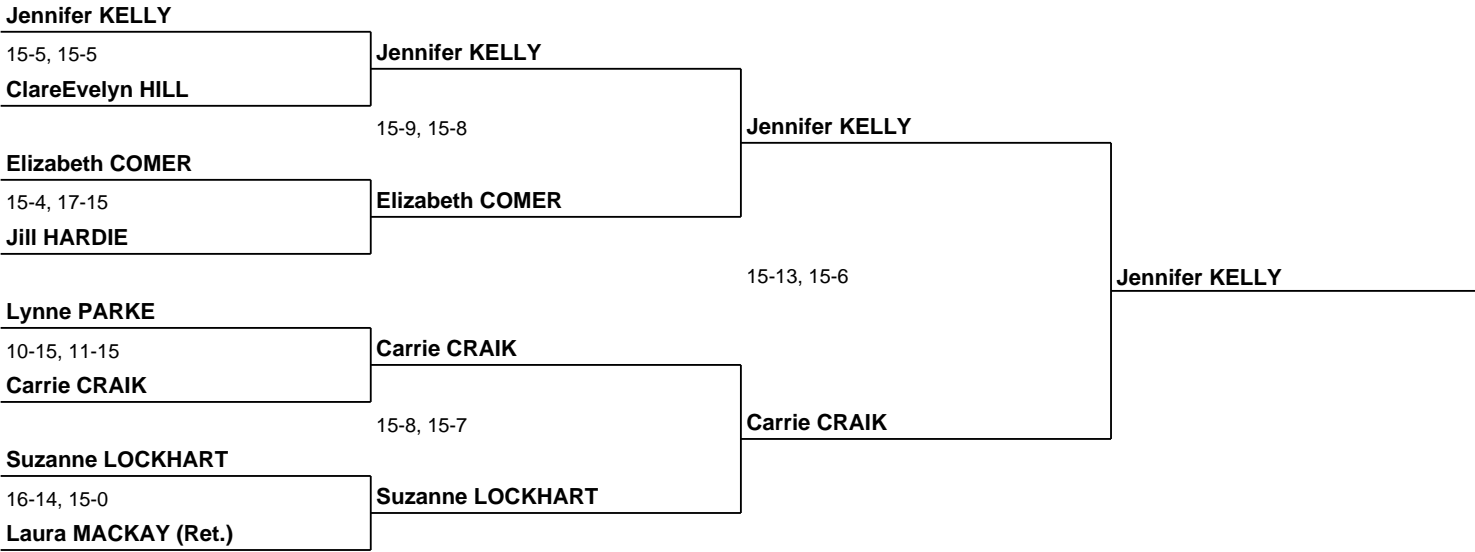 Jennifer KELLY
15-5, 15-5
Jennifer KELLY
ClareEvelyn HILL
15-9, 15-8
Jennifer KELLY
Elizabeth COMER
15-4, 17-15
Elizabeth COMER
Jill HARDIE
15-13, 15-6
Jennifer KELLY
Lynne PARKE
10-15, 11-15
Carrie CRAIK
Carrie CRAIK
15-8, 15-7
Carrie CRAIK
Suzanne LOCKHART
16-14, 15-0
Suzanne LOCKHART
Laura MACKAY (Ret.)